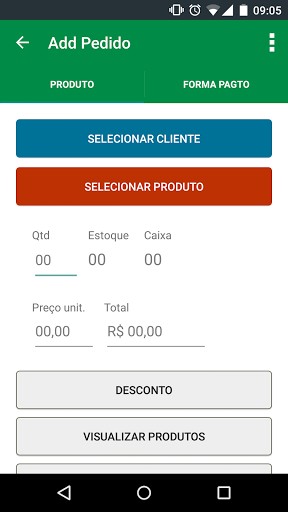 09:05
Add Pedido
PRODUTO FORMA PAGTO
SELECIONAR CLIENTE
SELECIONAR PRODUTO
Qtd Estoque Caixa
00 00 00
Preço unit. Total
00,00 R$ 00,00
DESCONTO
VISUALIZAR PRODUTOS